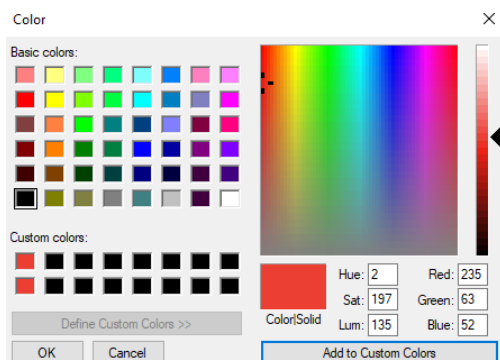 Color
Basic colors:
Custom colors:
Define Custom Colors >>
OK Cancel
Color|Solid
Hue: 2 Red: 235
Sat: 197 Green: 63
Lum: 135 Blue: 52
Add to Custom Colors